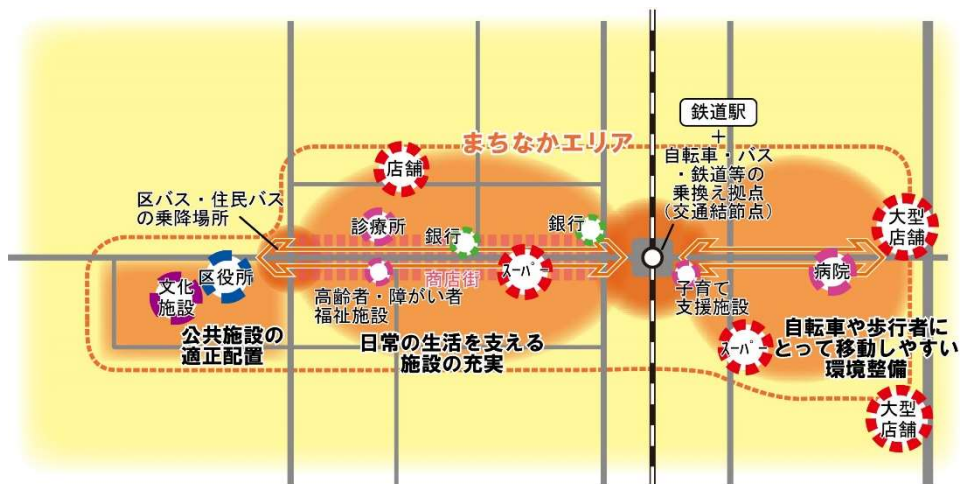 鉄道駅
+
まちなかエリア
自転車・バス
・鉄道等の
乗換え拠点
(交通結節点)
店舗
区バス・住民バス
の乗降場所
診療所
銀行
銀行
大型
店舗
区役所
文化
施設
スーパー
商店街
高齢者・障がい者
福祉施設
子育て
支援施設
病院
公共施設の
適正配置
日常の生活を支える
施設の充実
スーパー
自転車や歩行者に
とって移動しやすい
環境整備
大型
店舗